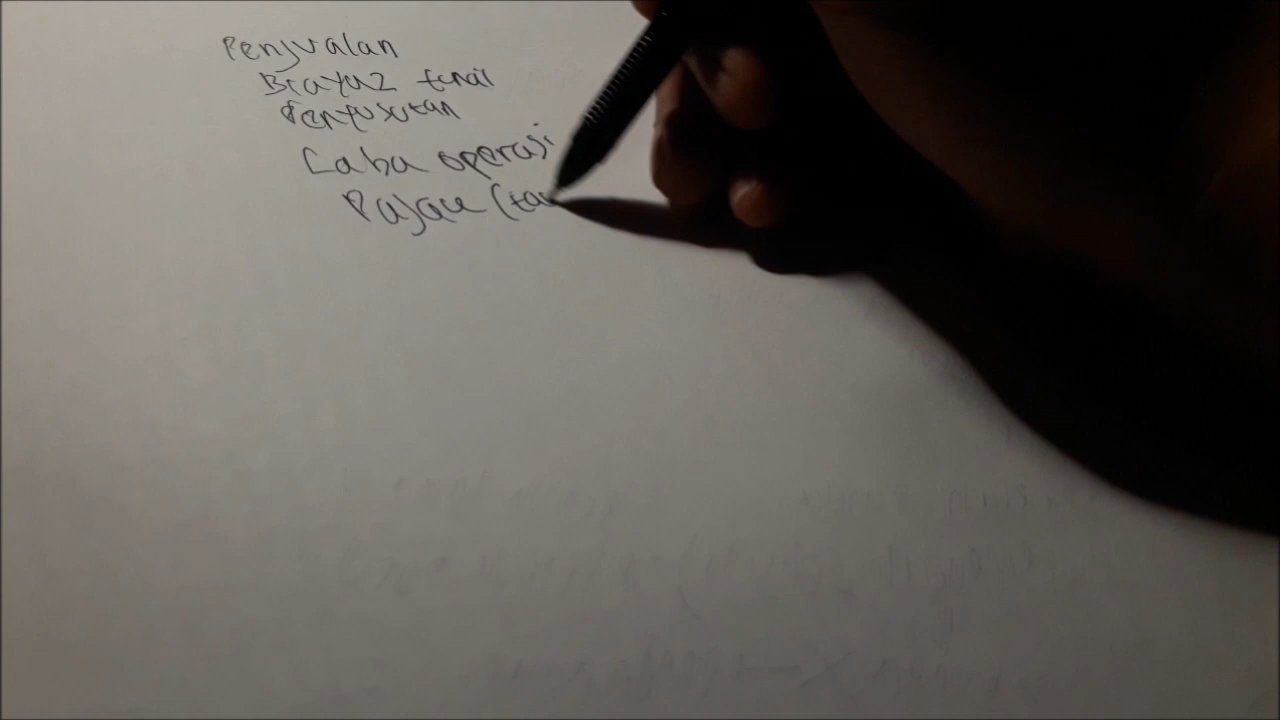 Penjualan
Biaya2 tunai
Penyusutan
Laba operasi
Pajak (ta